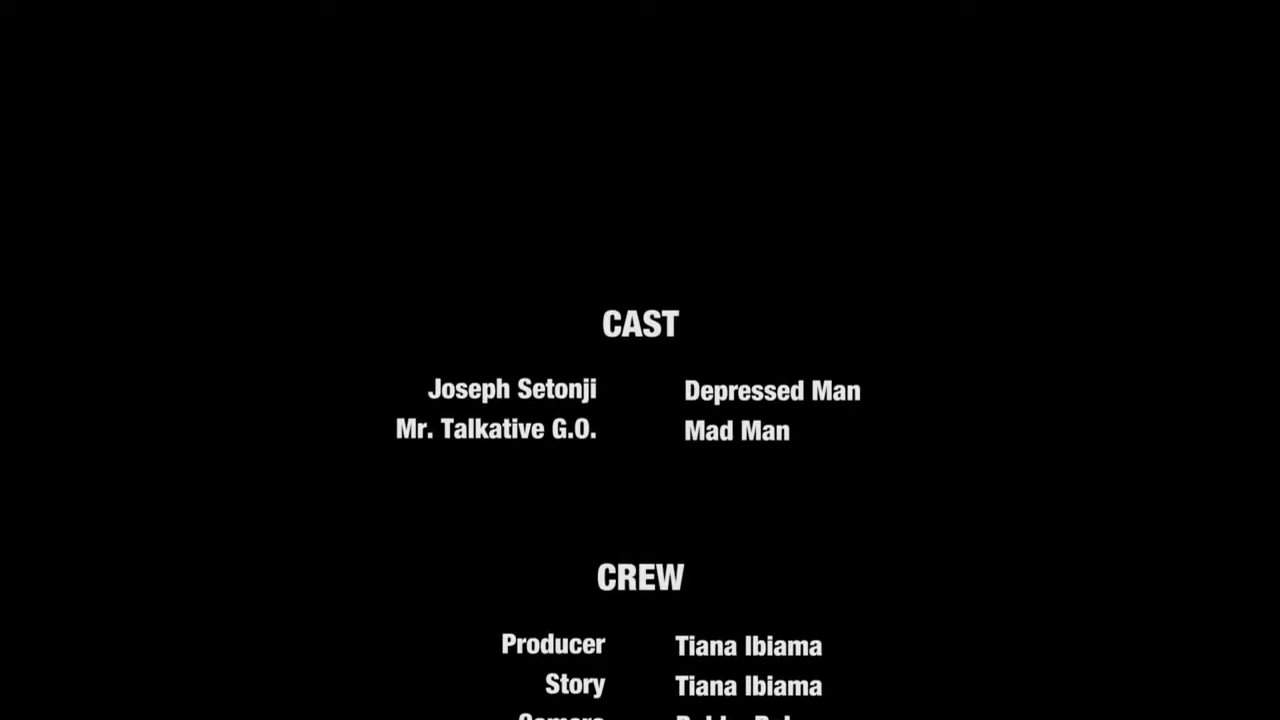 CAST
Joseph Setonji Depressed Man
Mr. Talkative G.O. Mad Man
CREW
Producer Tiana Ibiama
Story Tiana Ibiama